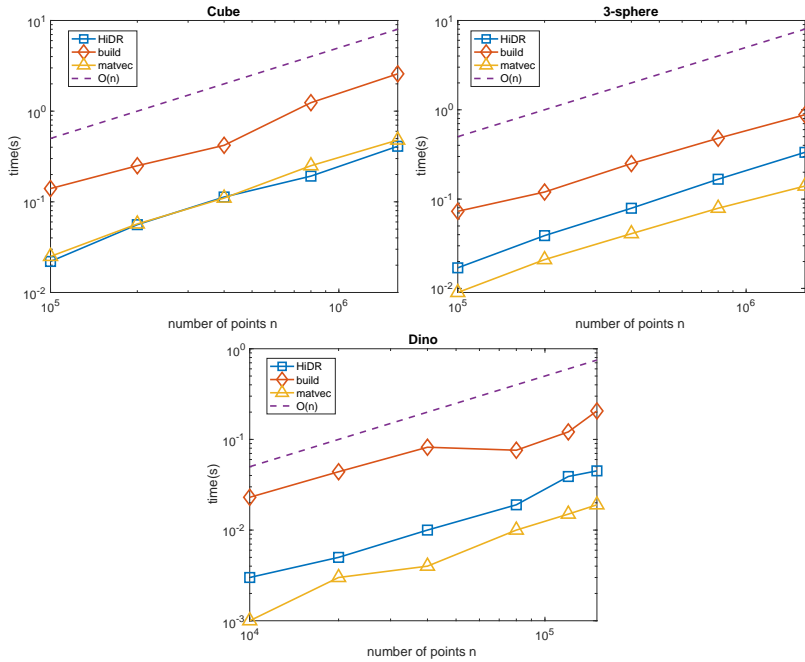 Cube
HiDR
build
matvec
O(n)
10^1
10^0
10^-1
10^-2
time(s)
10^5
10^6
number of points n
3-sphere
HiDR
build
matvec
O(n)
10^1
10^0
10^-1
10^-2
time(s)
10^5
10^6
number of points n
Dino
HiDR
build
matvec
O(n)
10^0
10^-1
10^-2
10^-3
time(s)
10^4
10^5
number of points n